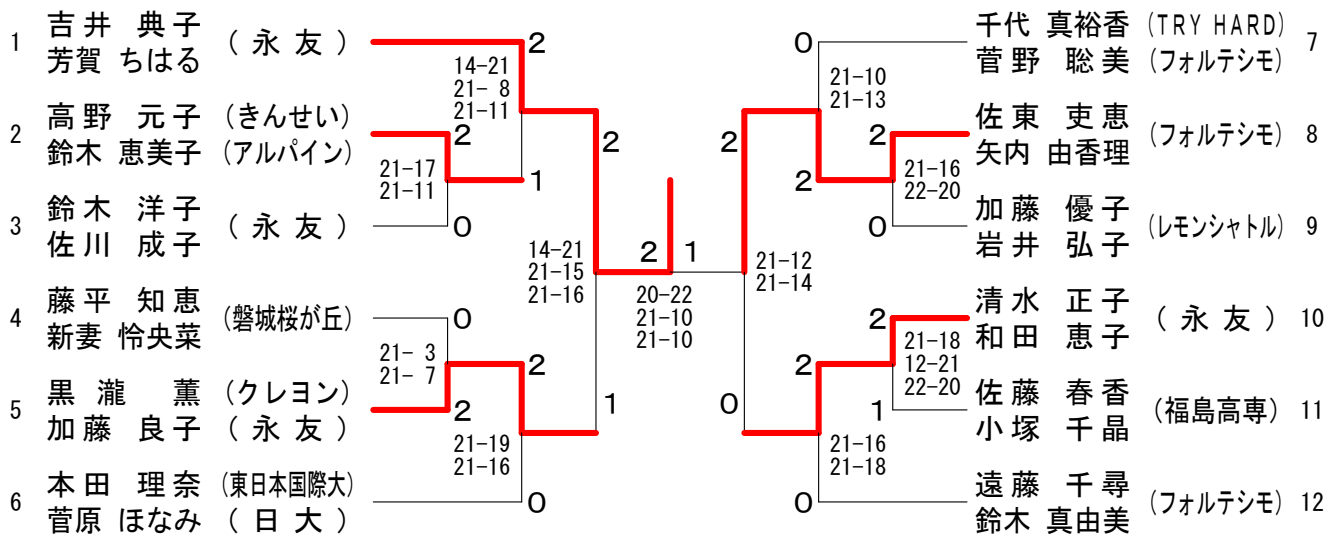 1 吉井 典子 (永友)
芳賀 ちはる
2 高野 元子 (きんせい)
鈴木 恵美子 (アルパイン)
3 鈴木 洋子 (永友)
佐川 成子
4 藤平 知恵 (磐城桜が丘)
新妻 怜央菜
5 黒瀧 薫 (クレヨン)
加藤 良子 (永友)
6 本田 理奈 (東日本国際大)
菅原 ほなみ (日大)
2
14-21
21- 8
21-11
2
21-17
21-11
1
0
0
21- 3
21- 7
2
2
21-19
21-16
0
2
14-21
21-15
21-16
1
2 1
20-22
21-10
21-10
2
21-12
21-14
0
0
21-10
21-13
2
2
21-16
22-20
0
2
21-18
12-21
22-20
2
1
21-16
21-18
0
千代 真裕香 (TRY HARD) 7
菅野 聡美 (フォルテシモ)
佐東 吏恵 (フォルテシモ) 8
矢内 由香理
加藤 優子 (レモンシャトル) 9
岩井 弘子
清水 正子 (永友) 10
和田 恵子
佐藤 春香 (福島高専) 11
小塚 千晶
遠藤 千尋 (フォルテシモ) 12
鈴木 真由美